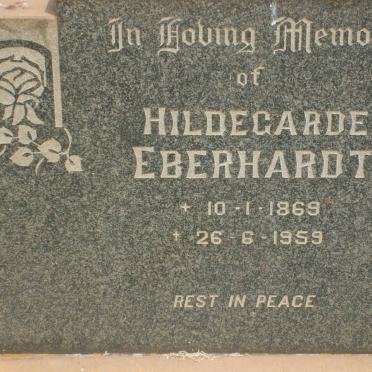 In Loving Memo
of
HILDEGARDE
EBERHARDT
+ 10-1-1869
+ 26-6-1959
REST IN PEACE